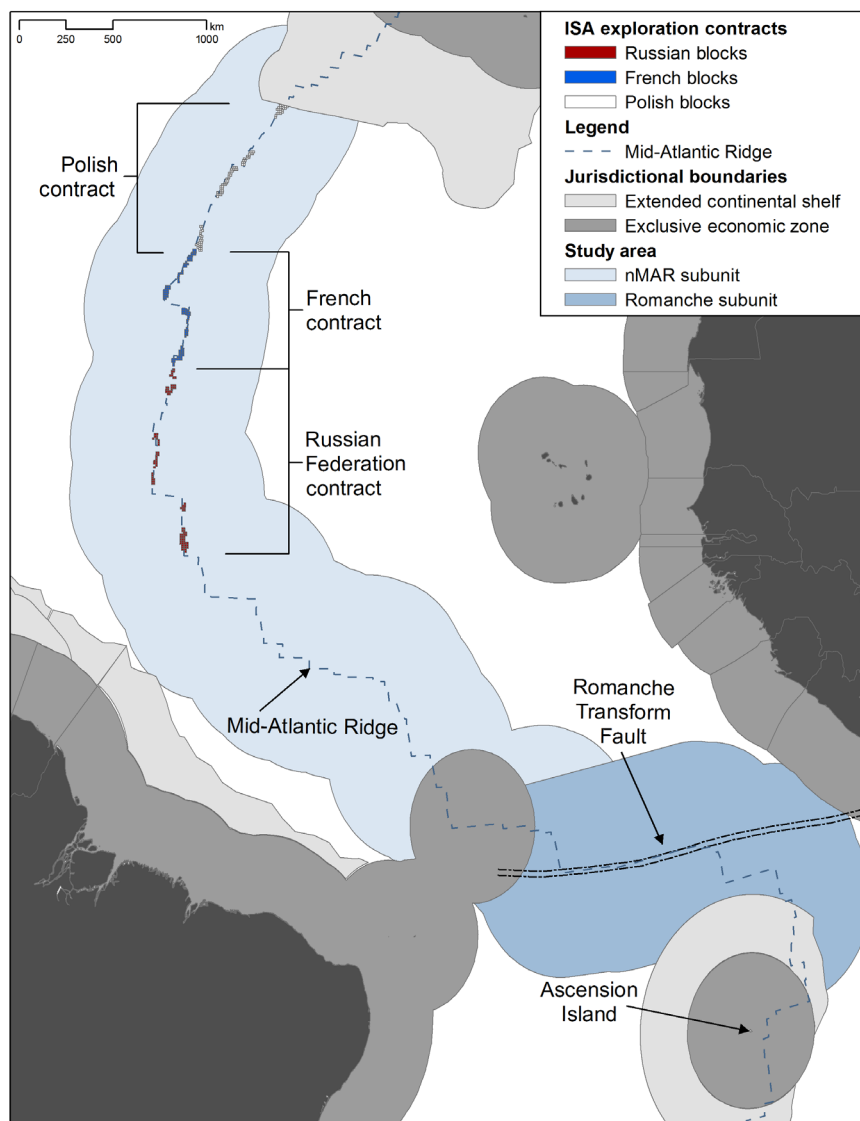 0 250 500 1000 km
ISA exploration contracts
Russian blocks
French blocks
Polish blocks
Legend
Mid-Atlantic Ridge
Jurisdictional boundaries
Extended continental shelf
Exclusive economic zone
Study area
nMAR subunit
Romanche subunit
Polish
contract
French
contract
Russian
Federation
contract
Mid-Atlantic Ridge
Romanche
Transform
Fault
Ascension
Island